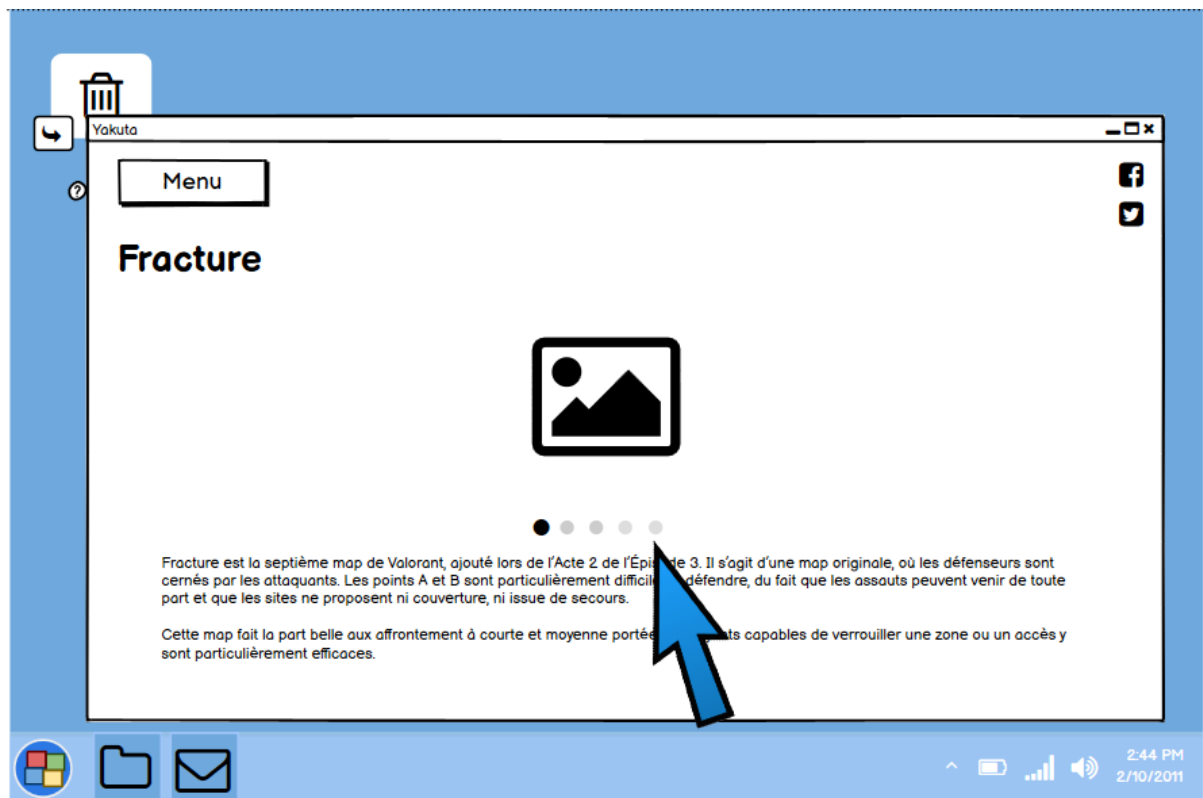 Yakuta
?
Menu
Fracture
Fracture est la septième map de Valorant, ajouté lors de l'Acte 2 de l'Épis de 3. Il s'agit d'une map originale, où les défenseurs sont
cernés par les attaquants. Les points A et B sont particulièrement difficil défendre, du fait que les assauts peuvent venir de toute
part et que les sites ne proposent ni couverture, ni issue de secours.
Cette map fait la part belle aux affrontement à courte et moyenne portée ts capables de verrouiller une zone ou un accès y
sont particulièrement efficaces.
2:44 PM
2/10/2011